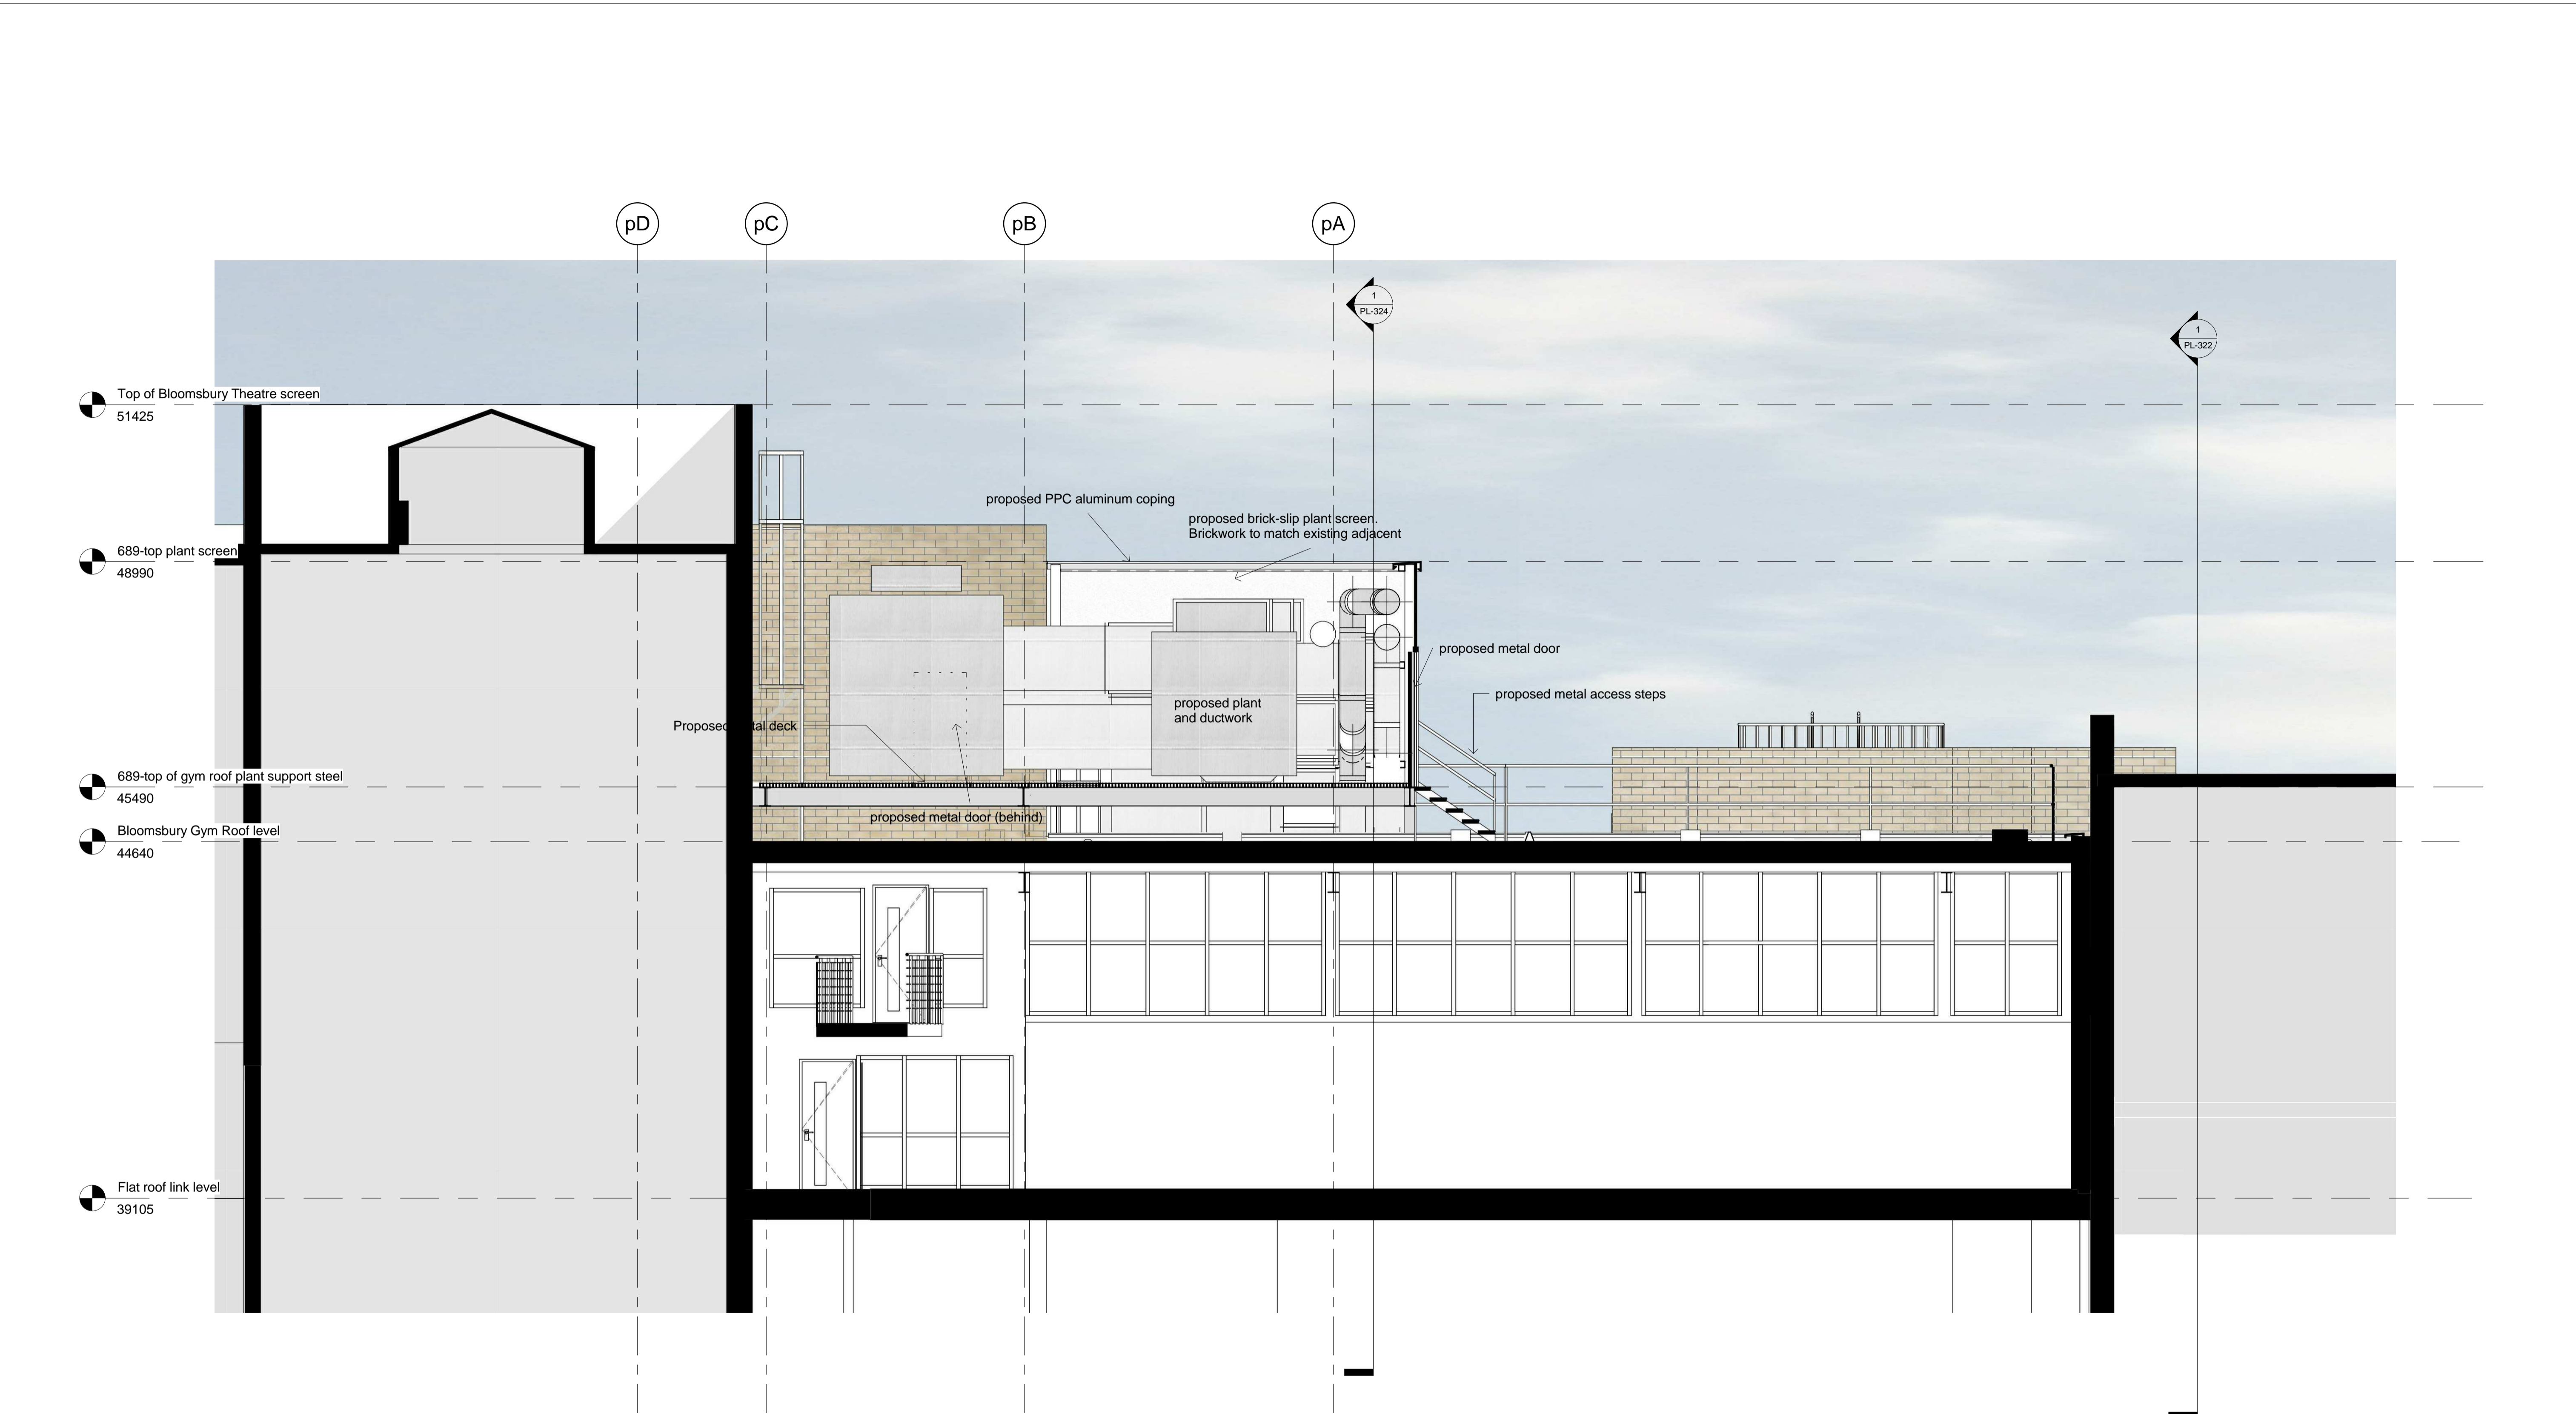 pD
pC
pB
pA
1
PL-324
1
PL-322
Top of Bloomsbury Theatre screen
51425
proposed PPC aluminum coping
proposed brick-slip plant screen.
Brickwork to match existing adjacent
689-top plant screen
48990
proposed metal door
proposed metal access steps
proposed plant
and ductwork
Proposed metal deck
689-top of gym roof plant support steel
45490
proposed metal door (behind)
Bloomsbury Gym Roof level
44640
Flat roof link level
39105